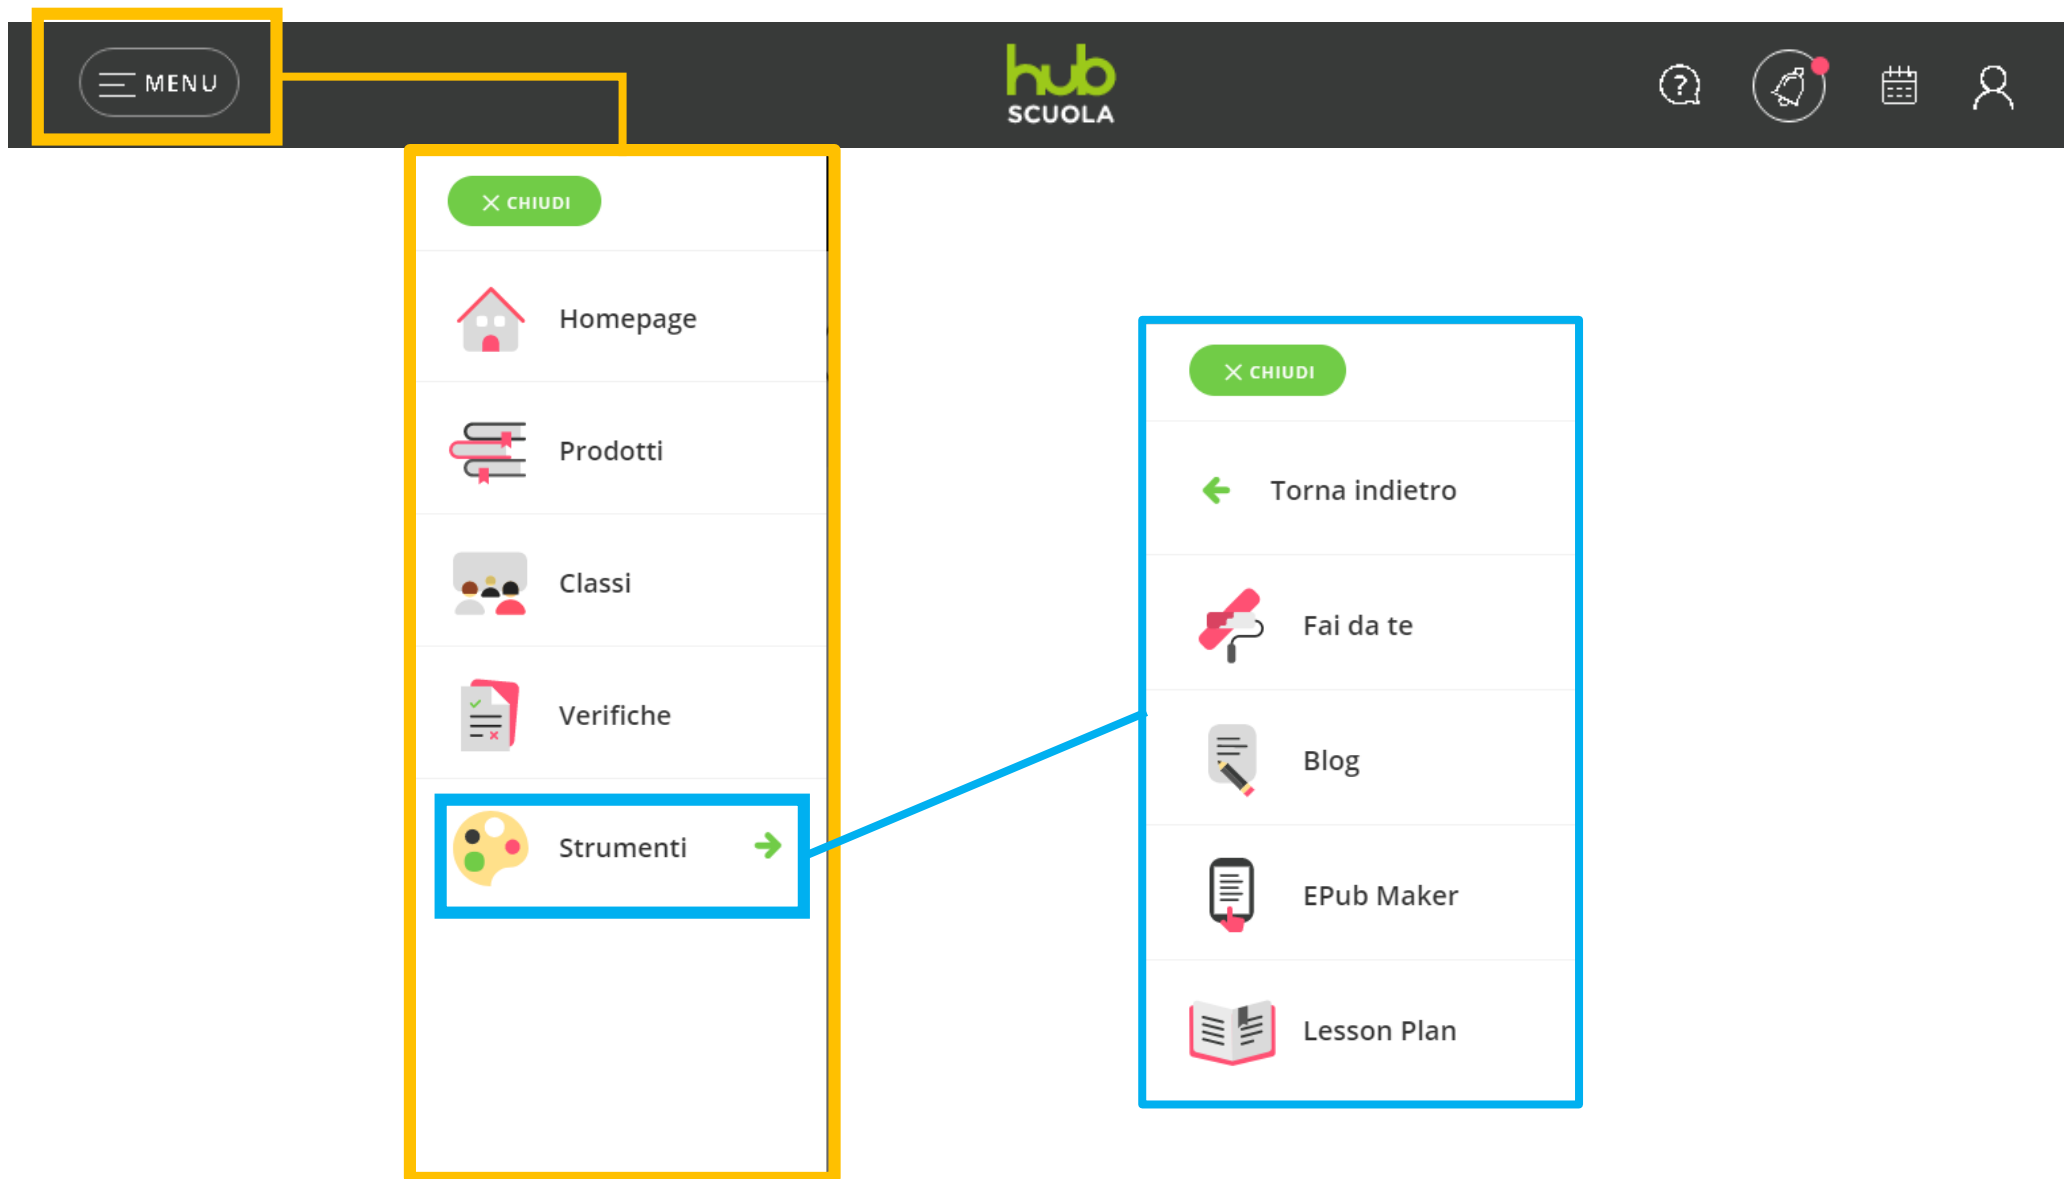 MENU
hub
SCUOLA
?
CHIUDI
Homepage
Prodotti
Classi
Verifiche
Strumenti
CHIUDI
Torna indietro
Fai da te
Blog
EPub Maker
Lesson Plan